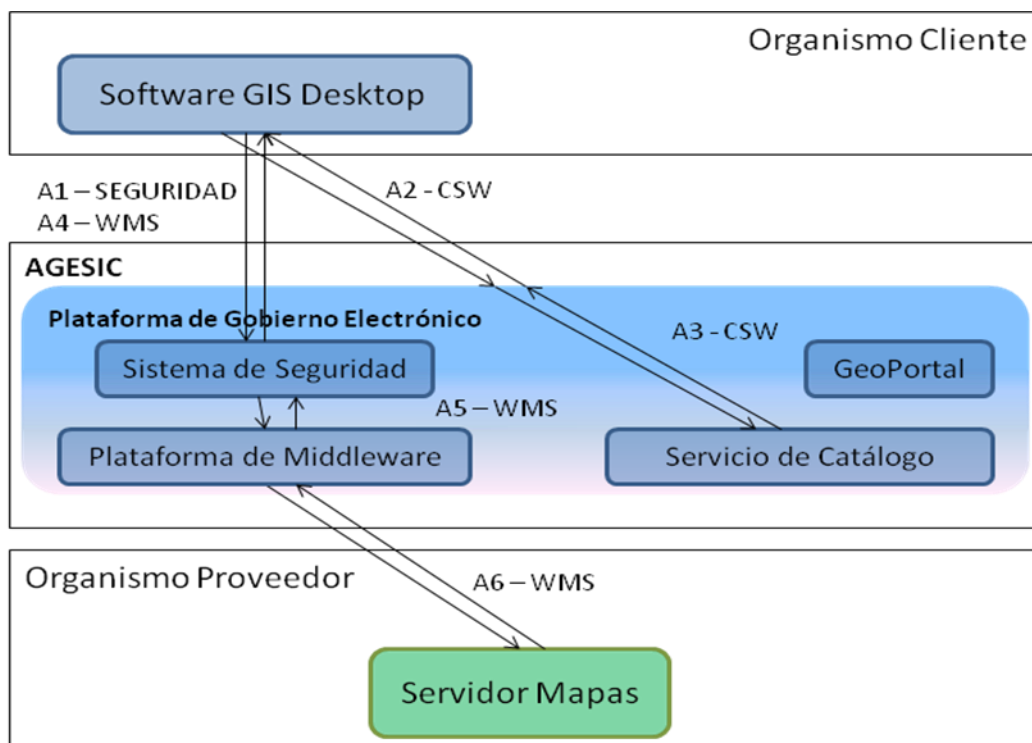 Organismo Cliente
Software GIS Desktop
A1 – SEGURIDAD
A4 – WMS
A2 - CSW
AGESIC
Plataforma de Gobierno Electrónico
A3 - CSW
Sistema de Seguridad
GeoPortal
A5 – WMS
Plataforma de Middleware
Servicio de Catálogo
Organismo Proveedor
A6 – WMS
Servidor Mapas